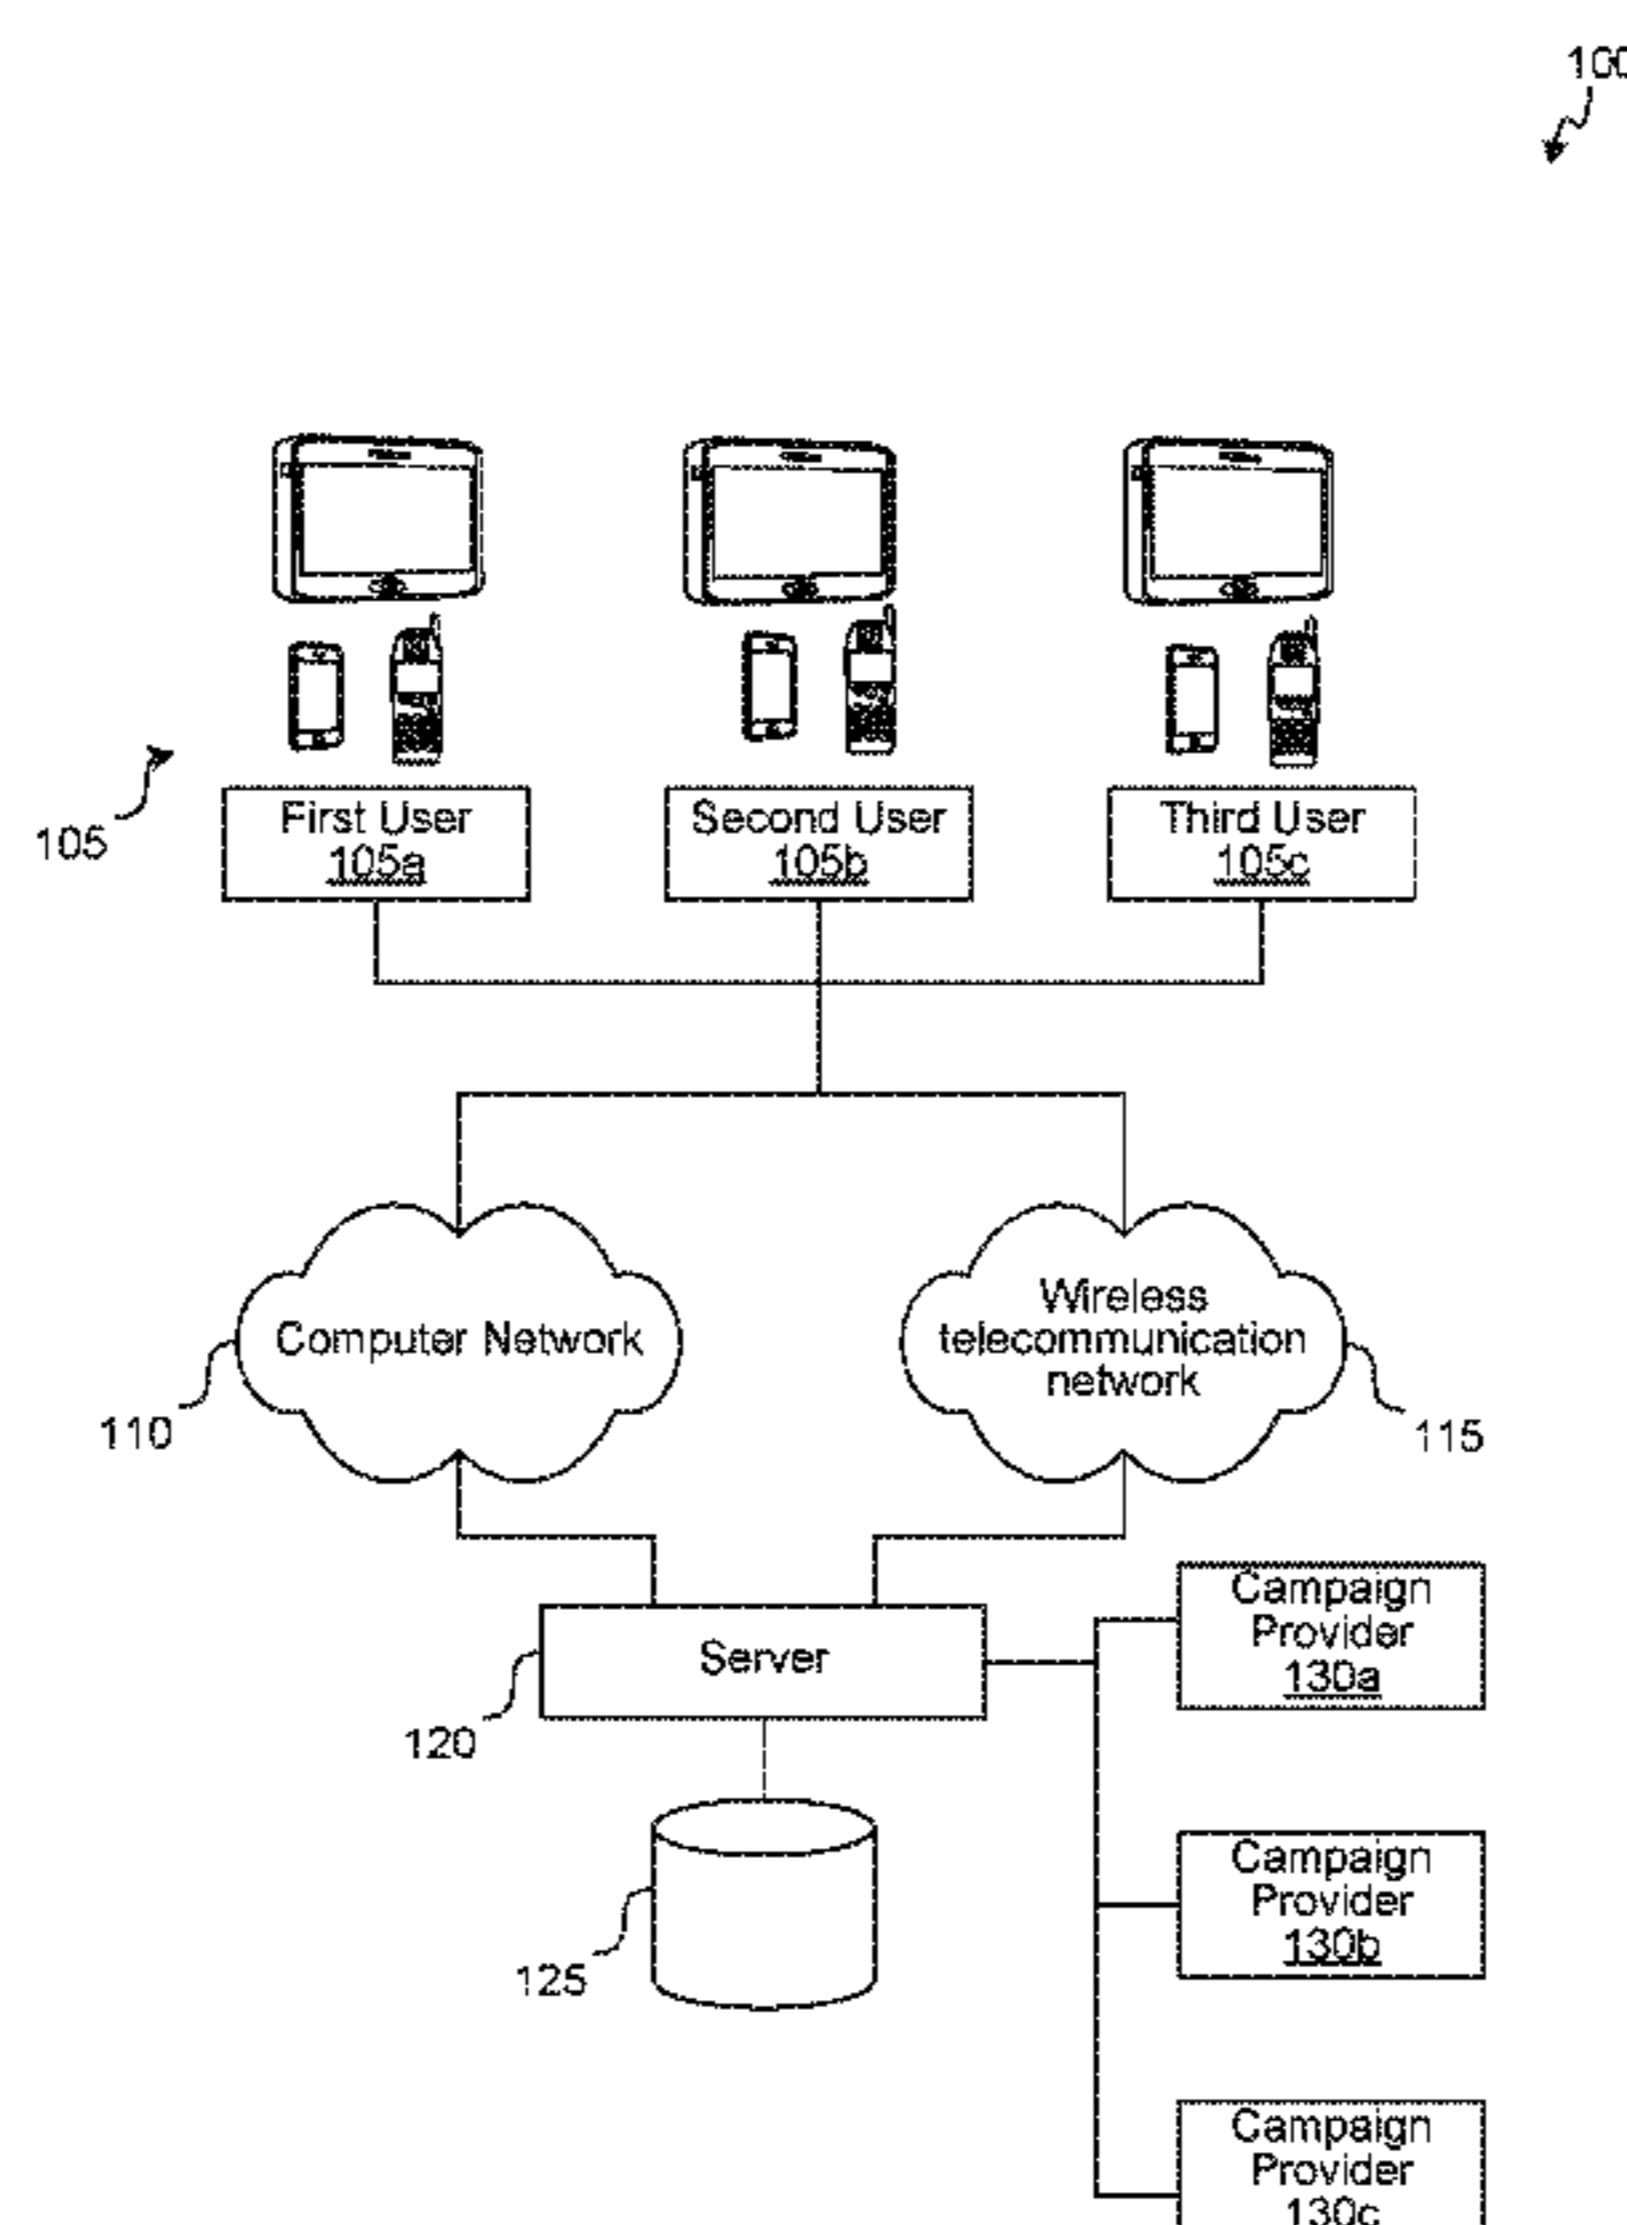 100
First User
105a
Second User
105b
Third User
105c
105
Computer Network
110
Wireless
telecommunication
network
115
Server
120
125
Campaign
Provider
130a
Campaign
Provider
130b
Campaign
Provider
130c